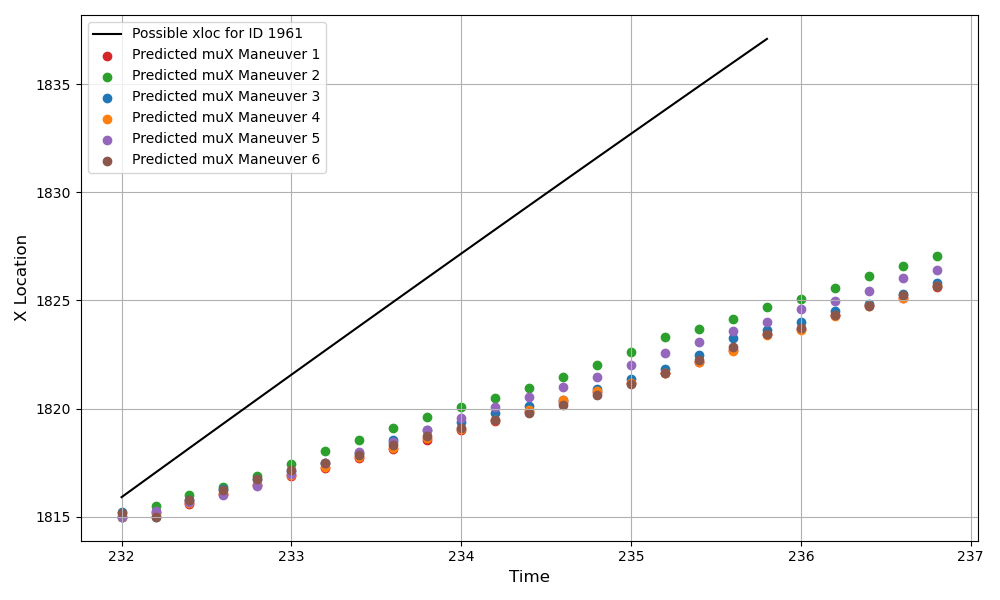 Possible xloc for ID 1961
Predicted muX Maneuver 1
Predicted muX Maneuver 2
Predicted muX Maneuver 3
Predicted muX Maneuver 4
Predicted muX Maneuver 5
Predicted muX Maneuver 6
1835
1830
1825
1820
1815
X Location
232 233 234 235 236 237
Time